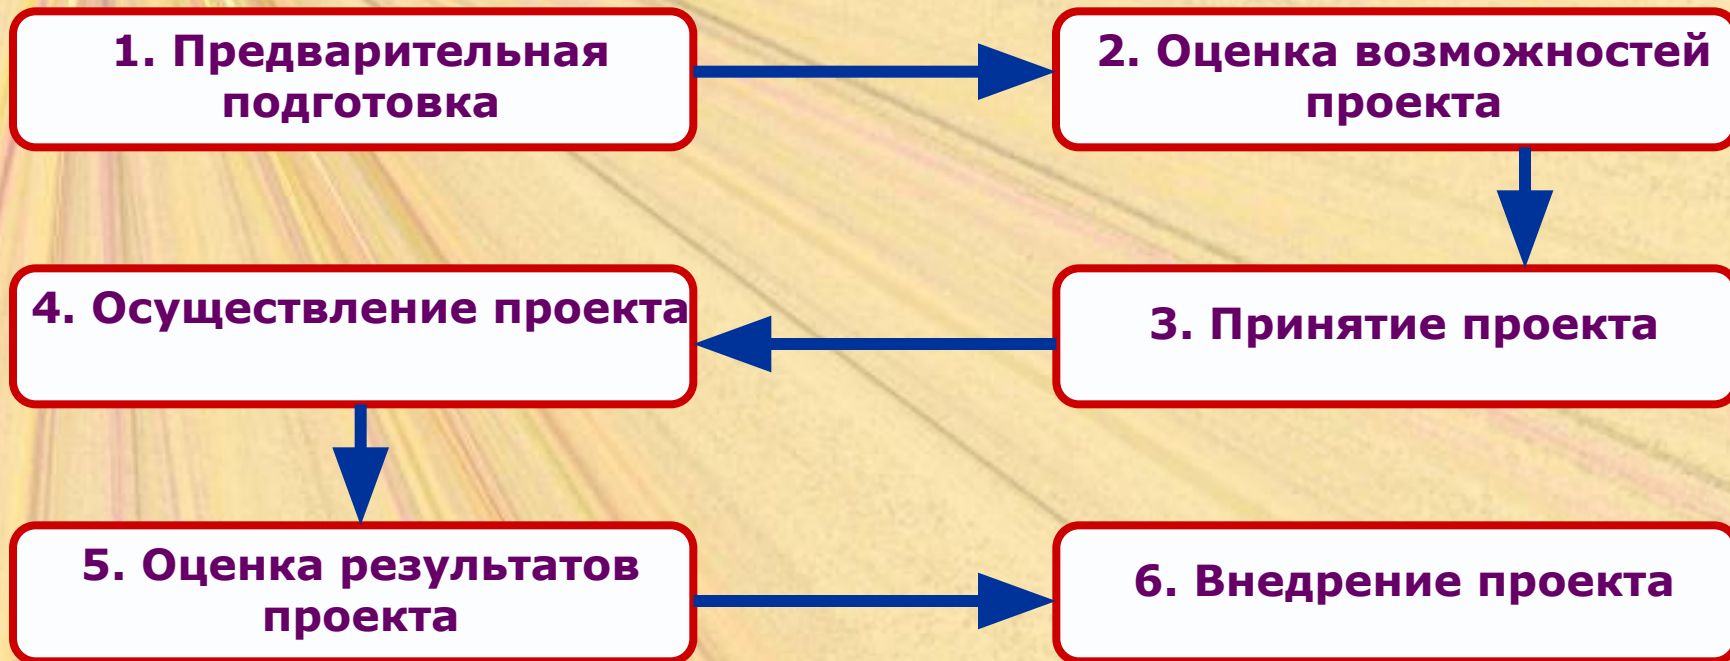 1. Предварительная
подготовка
2. Оценка возможностей
проекта
3. Принятие проекта
4. Осуществление проекта
5. Оценка результатов
проекта
6. Внедрение проекта